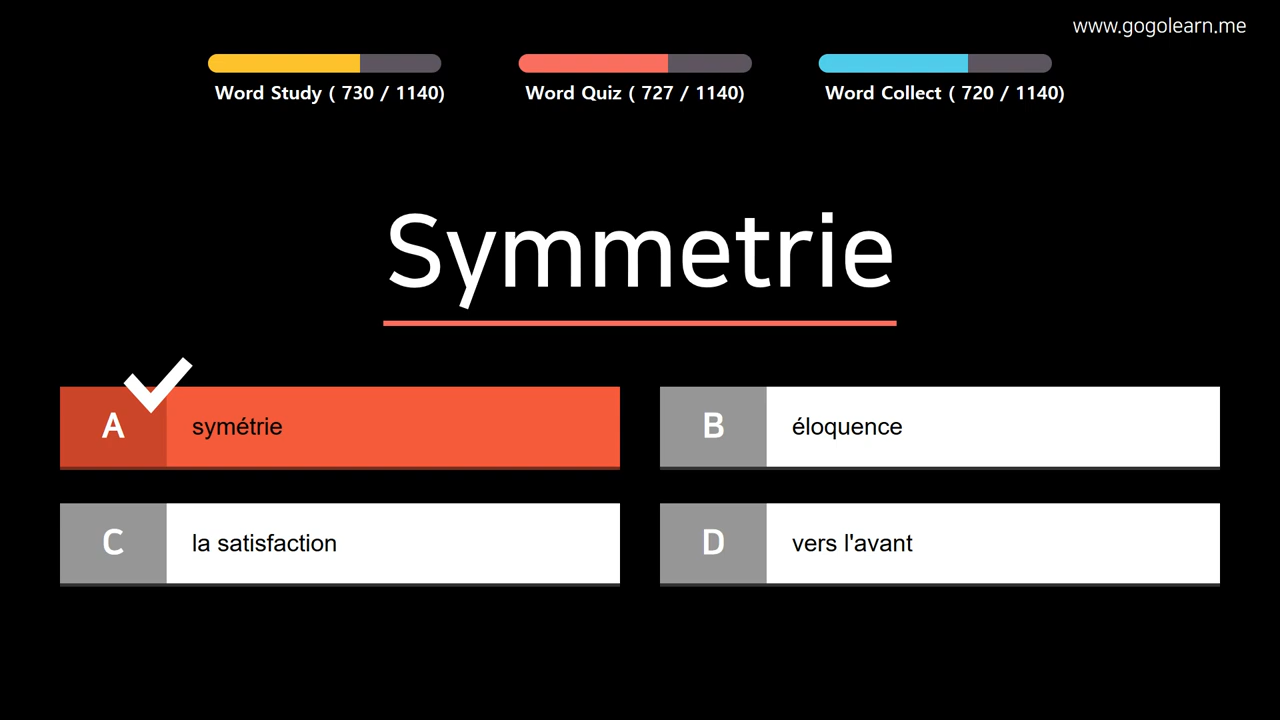 www.gogolearn.me
Word Study ( 730 / 1140)
Word Quiz ( 727 / 1140)
Word Collect ( 720 / 1140)
Symmetrie
A symétrie
B éloquence
C la satisfaction
D vers l'avant